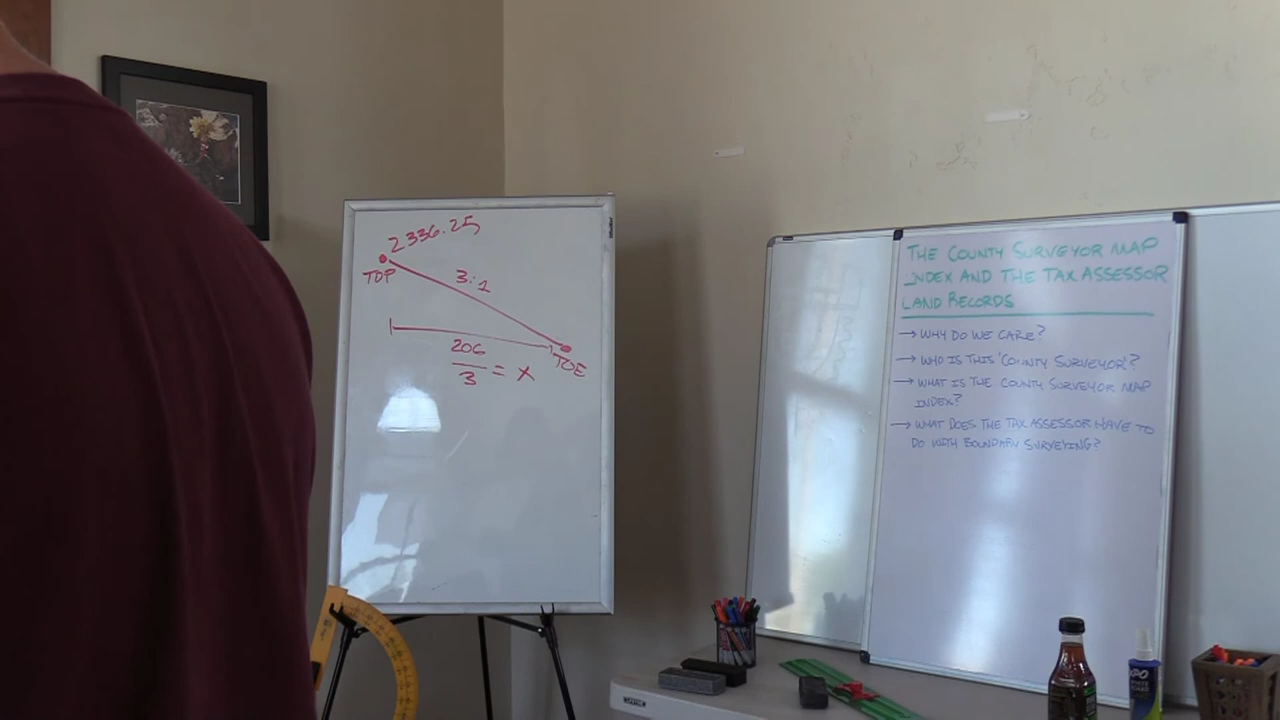 2336.25
TOP
3:1
206
3
= x
TOE
THE COUNTY SURVEYOR MAP
INDEX AND THE TAX ASSESSOR
LAND RECORDS
→ WHY DO WE CARE?
→ WHO IS THIS 'COUNTY SURVEYOR'?
→ WHAT IS THE COUNTY SURVEYOR MAP
INDEX?
→ WHAT DOES THE TAX ASSESSOR HAVE TO
DO WITH BOUNDARY SURVEYING?
EXPO